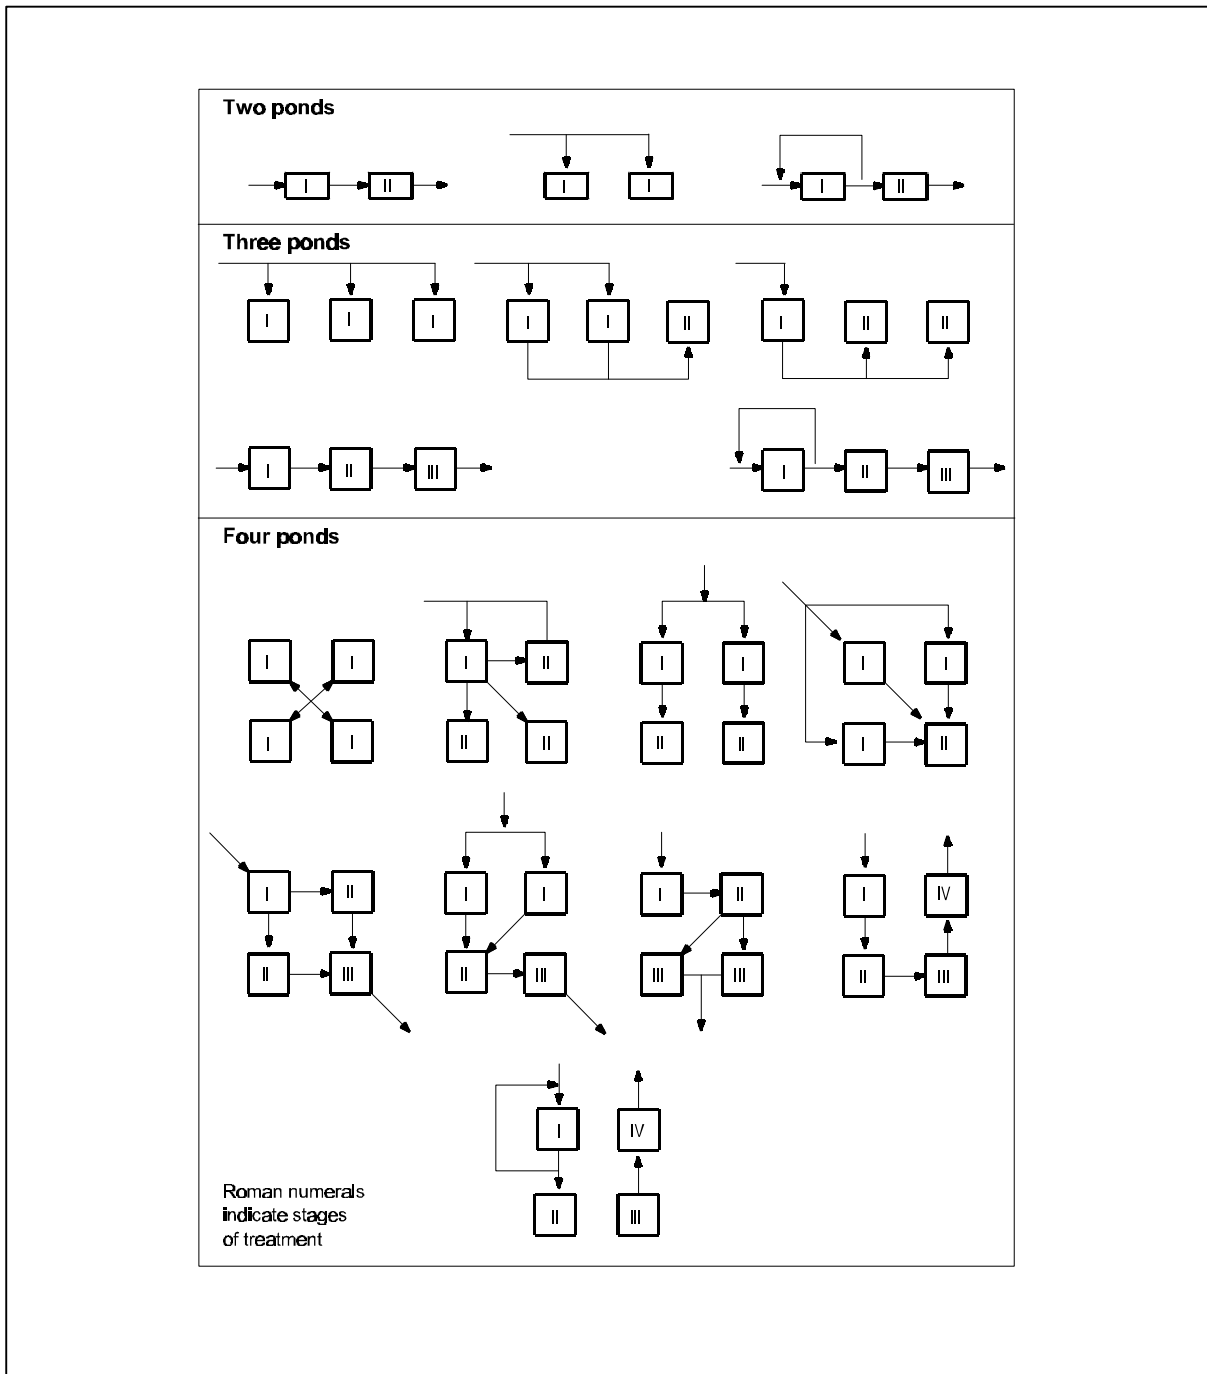 Two ponds
I II I I I II
Three ponds
I I I I I II I II II
I II III I II III
Four ponds
I I I II I I I I
I I II II II II I II
I II I I I II I IV
II III II III III III II III
I IV
II III
Roman numerals
indicate stages
of treatment